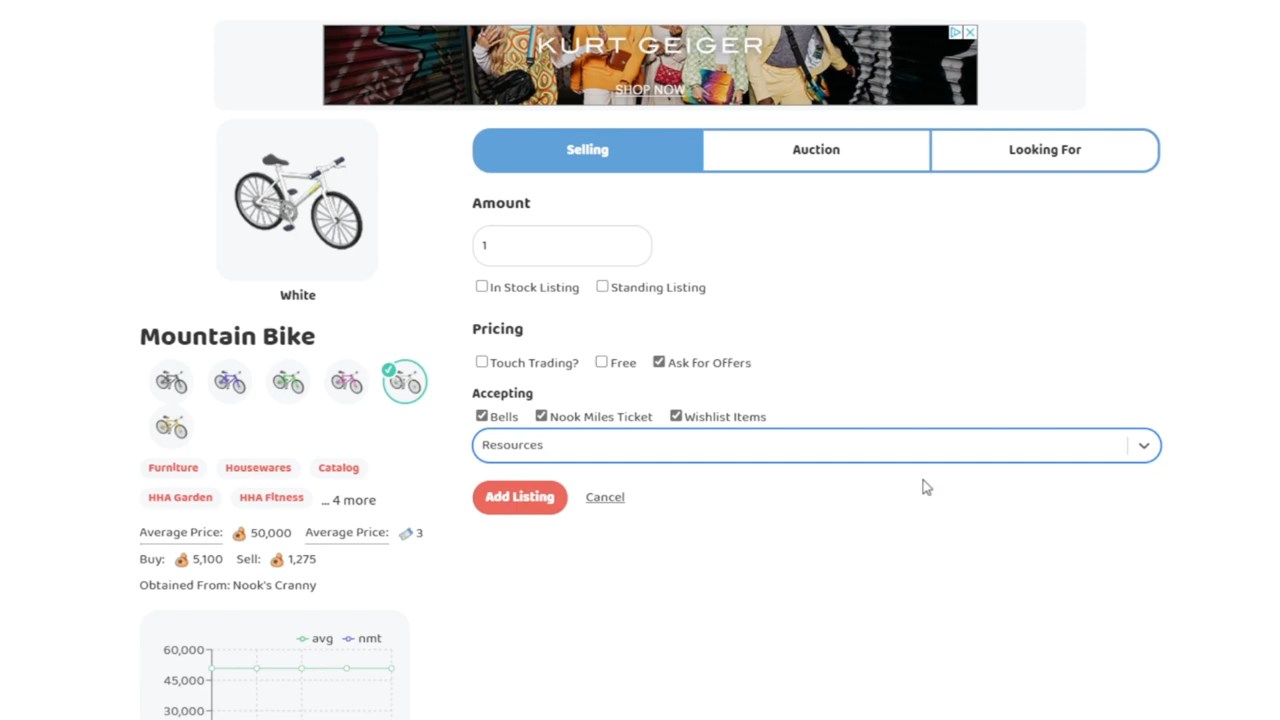 KURT GEIGER
SHOP NOW
Selling
Auction
Looking For
Amount
1
In Stock Listing
Standing Listing
White
Pricing
Mountain Bike
Touch Trading?
Free
Ask For Offers
Accepting
Bells
Nook Miles Ticket
Wishlist Items
Resources
Furniture
Housewares
Catalog
HHA Garden
HHA Fitness
... 4 more
Add Listing
Cancel
Average Price: 50,000 Average Price: 3
Buy: 5,100 Sell: 1,275
Obtained From: Nook's Cranny
avg nmt
60,000
45,000
30,000